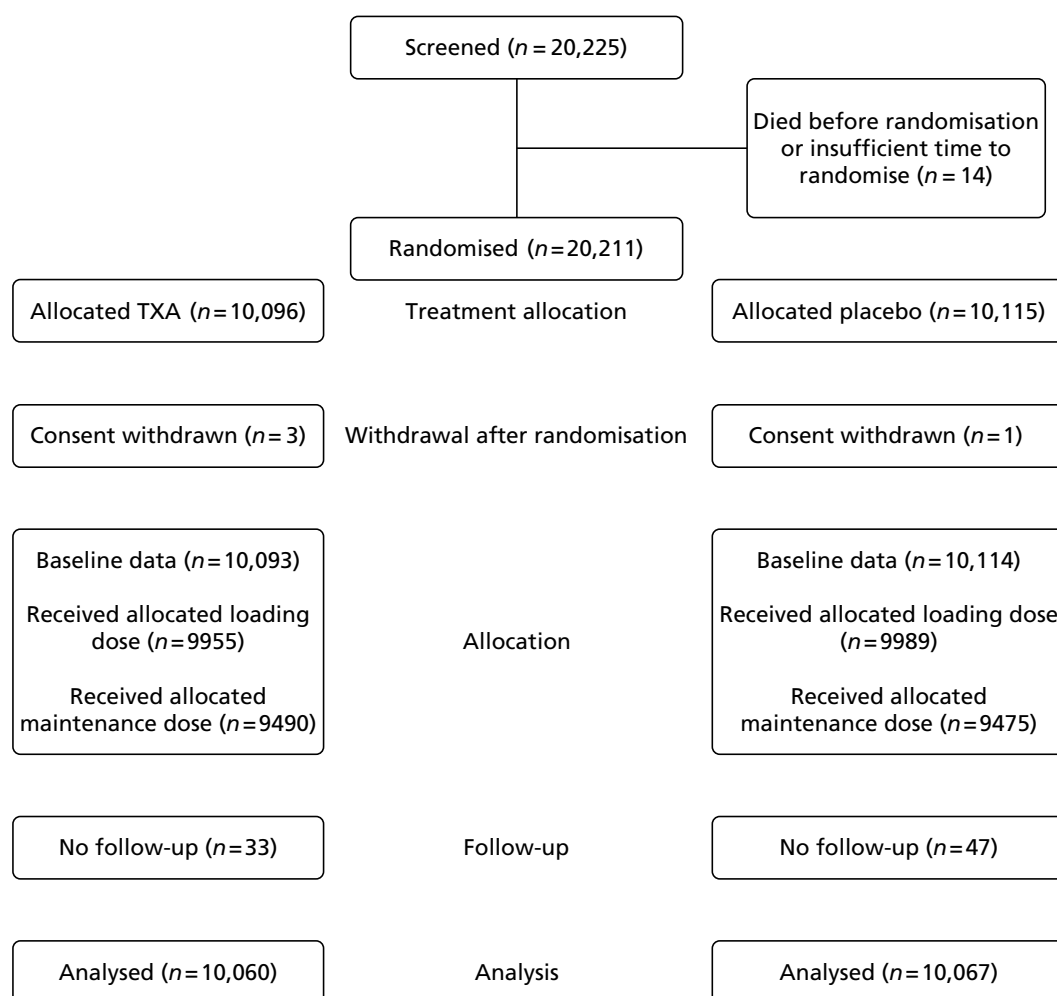 Screened (n = 20,225)
Died before randomisation
or insufficient time to
randomise (n = 14)
Randomised (n = 20,211)
Allocated TXA (n = 10,096)
Treatment allocation
Allocated placebo (n = 10,115)
Consent withdrawn (n = 3)
Withdrawal after randomisation
Consent withdrawn (n = 1)
Baseline data (n = 10,093)
Received allocated loading
dose (n = 9955)
Received allocated
maintenance dose (n = 9490)
Allocation
Baseline data (n = 10,114)
Received allocated loading dose
(n = 9989)
Received allocated
maintenance dose (n = 9475)
No follow-up (n = 33)
Follow-up
No follow-up (n = 47)
Analysed (n = 10,060)
Analysis
Analysed (n = 10,067)